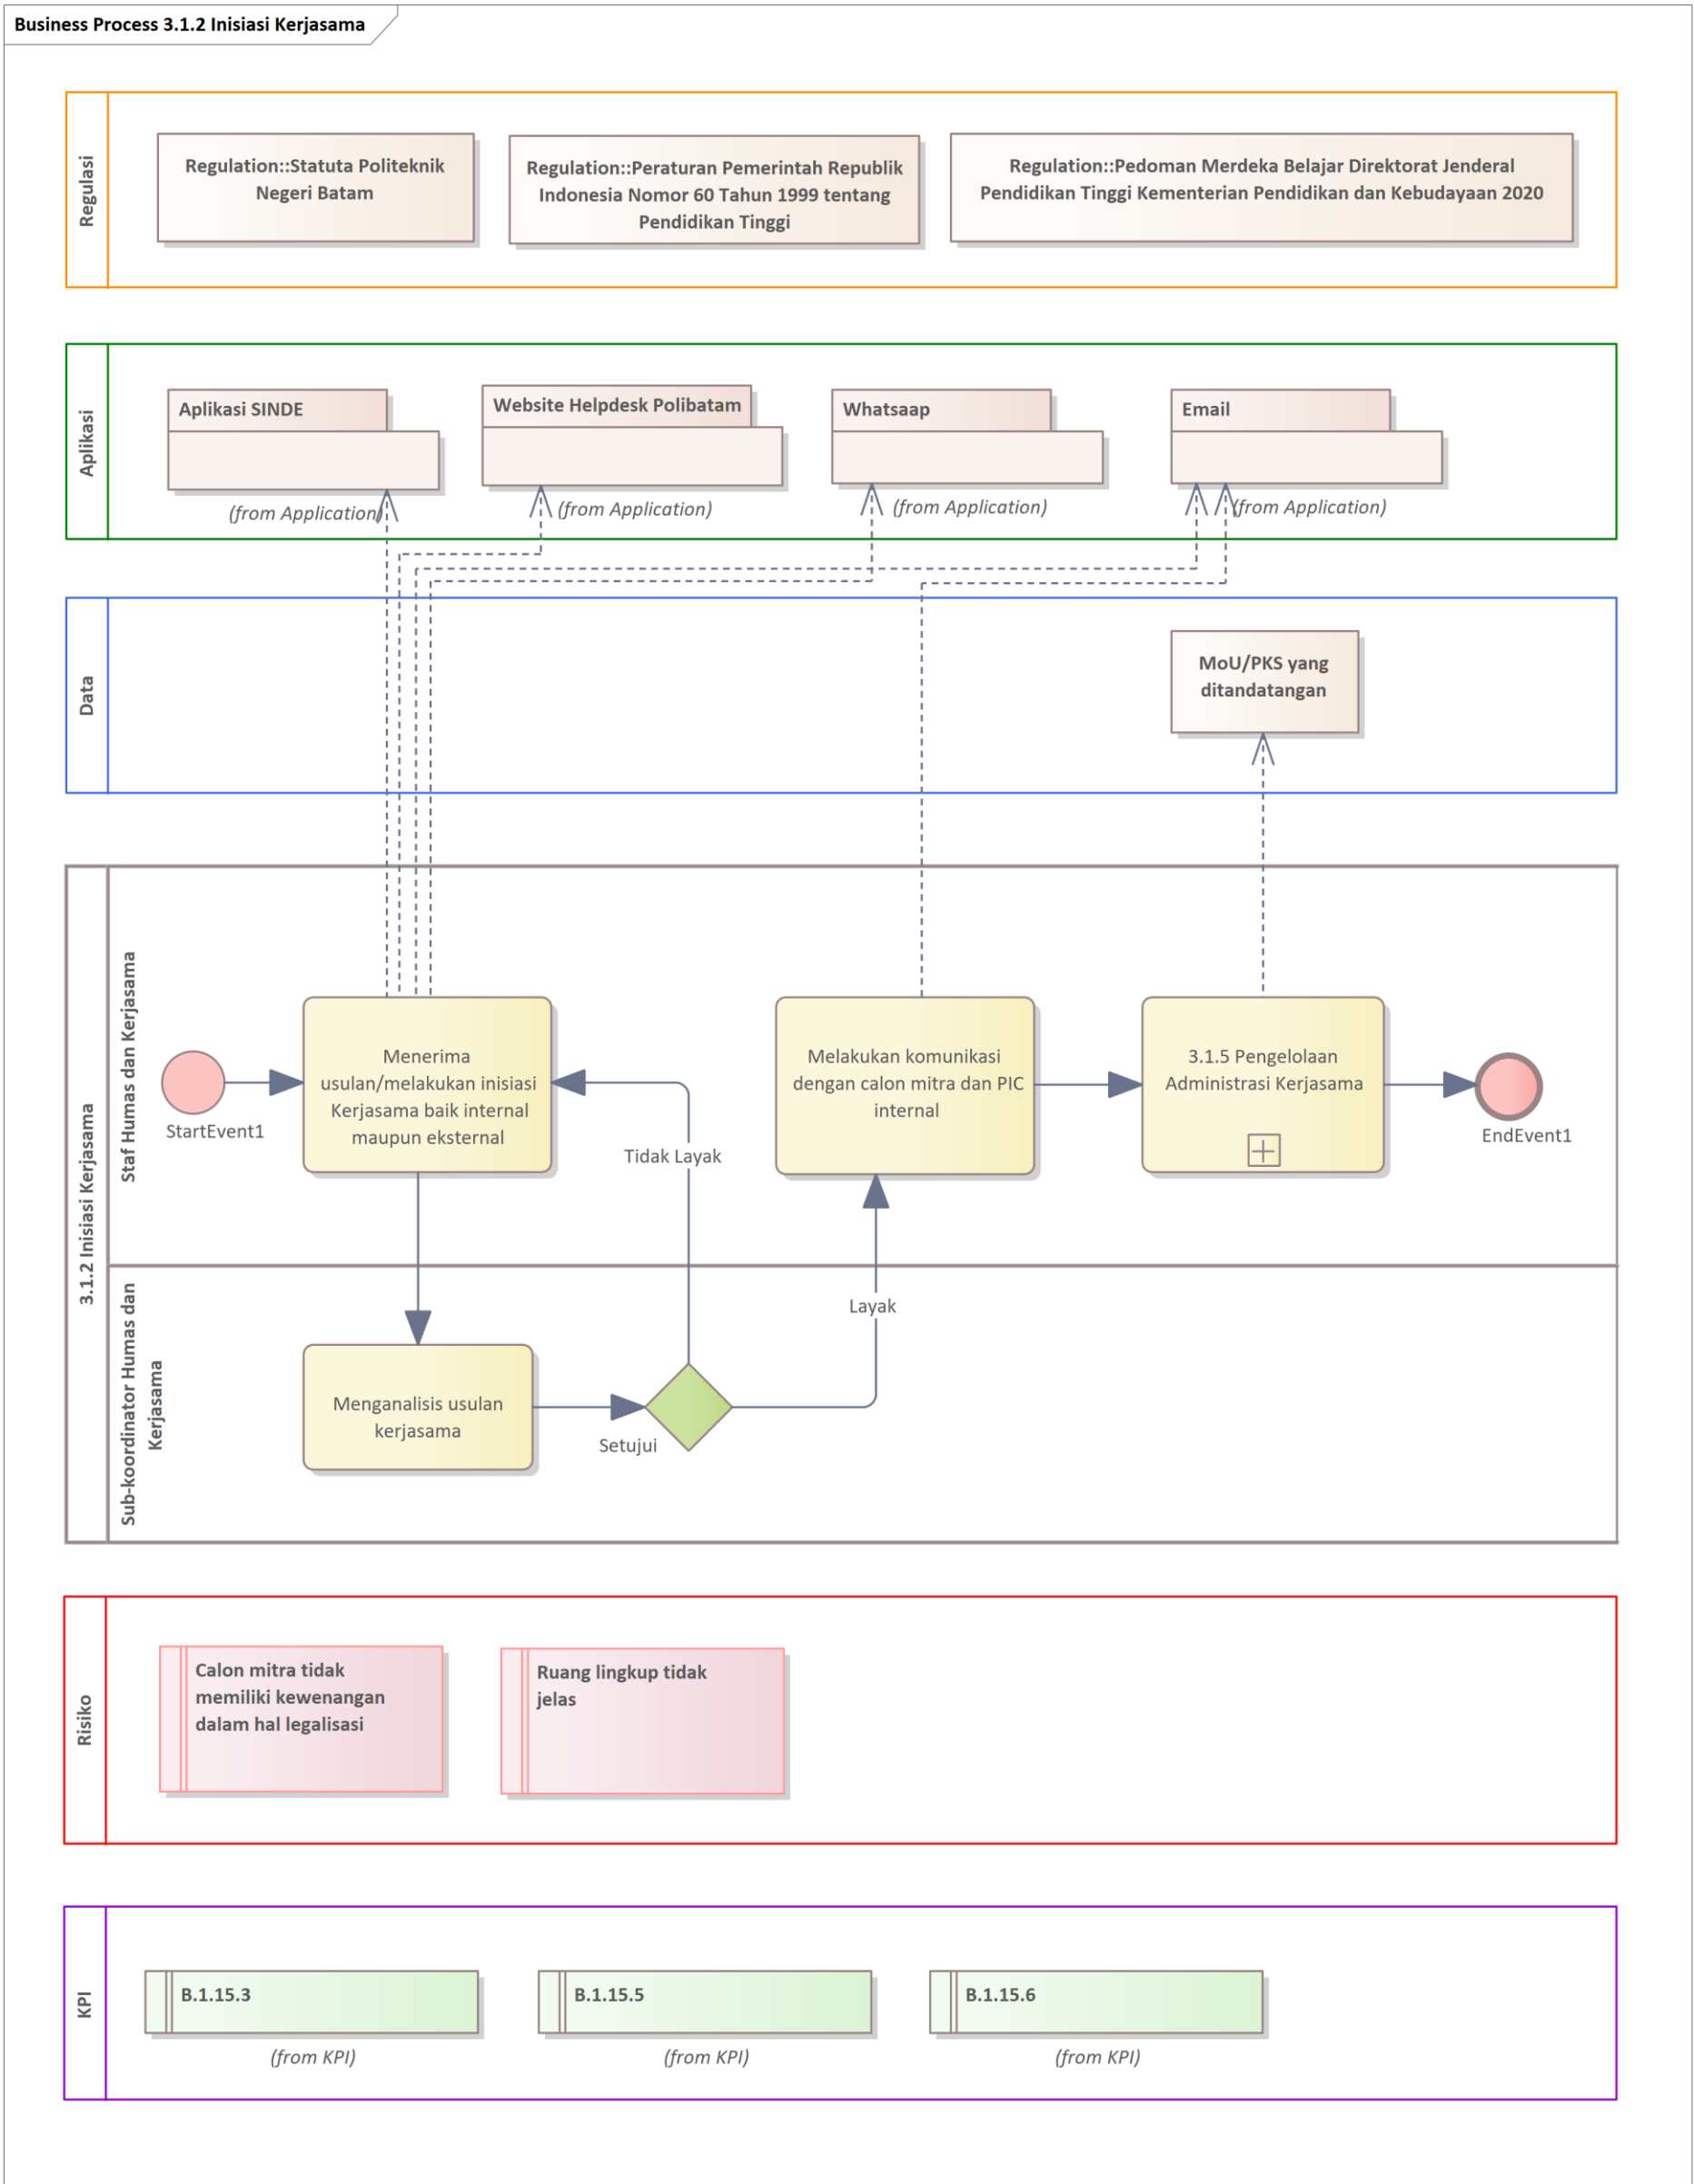 Business Process 3.1.2 Inisiasi Kerjasama
Regulasi
Regulation::Statuta Politeknik
Negeri Batam
Regulation::Peraturan Pemerintah Republik
Indonesia Nomor 60 Tahun 1999 tentang
Pendidikan Tinggi
Regulation::Pedoman Merdeka Belajar Direktorat Jenderal
Pendidikan Tinggi Kementerian Pendidikan dan Kebudayaan 2020
Aplikasi
Aplikasi SINDE
(from Application)
Website Helpdesk Polibatam
(from Application)
Whatsaap
(from Application)
Email
(from Application)
Data
MoU/PKS yang
ditandatangan
3.1.2 Inisiasi Kerjasama
Staf Humas dan Kerjasama
StartEvent1
Menerima
usulan/melakukan inisiasi
Kerjasama baik internal
maupun eksternal
Tidak Layak
Melakukan komunikasi
dengan calon mitra dan PIC
internal
3.1.5 Pengelolaan
Administrasi Kerjasama
EndEvent1
Sub-koordinator Humas dan
Kerjasama
Menganalisis usulan
kerjasama
Setujui
Layak
Risiko
Calon mitra tidak
memiliki kewenangan
dalam hal legalisasi
Ruang lingkup tidak
jelas
KPI
B.1.15.3
(from KPI)
B.1.15.5
(from KPI)
B.1.15.6
(from KPI)